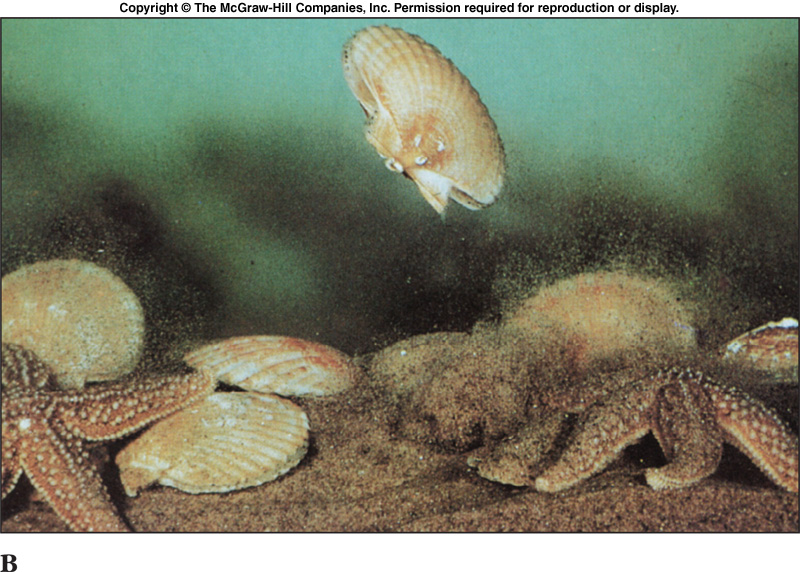 Copyright © The McGraw-Hill Companies, Inc. Permission required for reproduction or display.
B